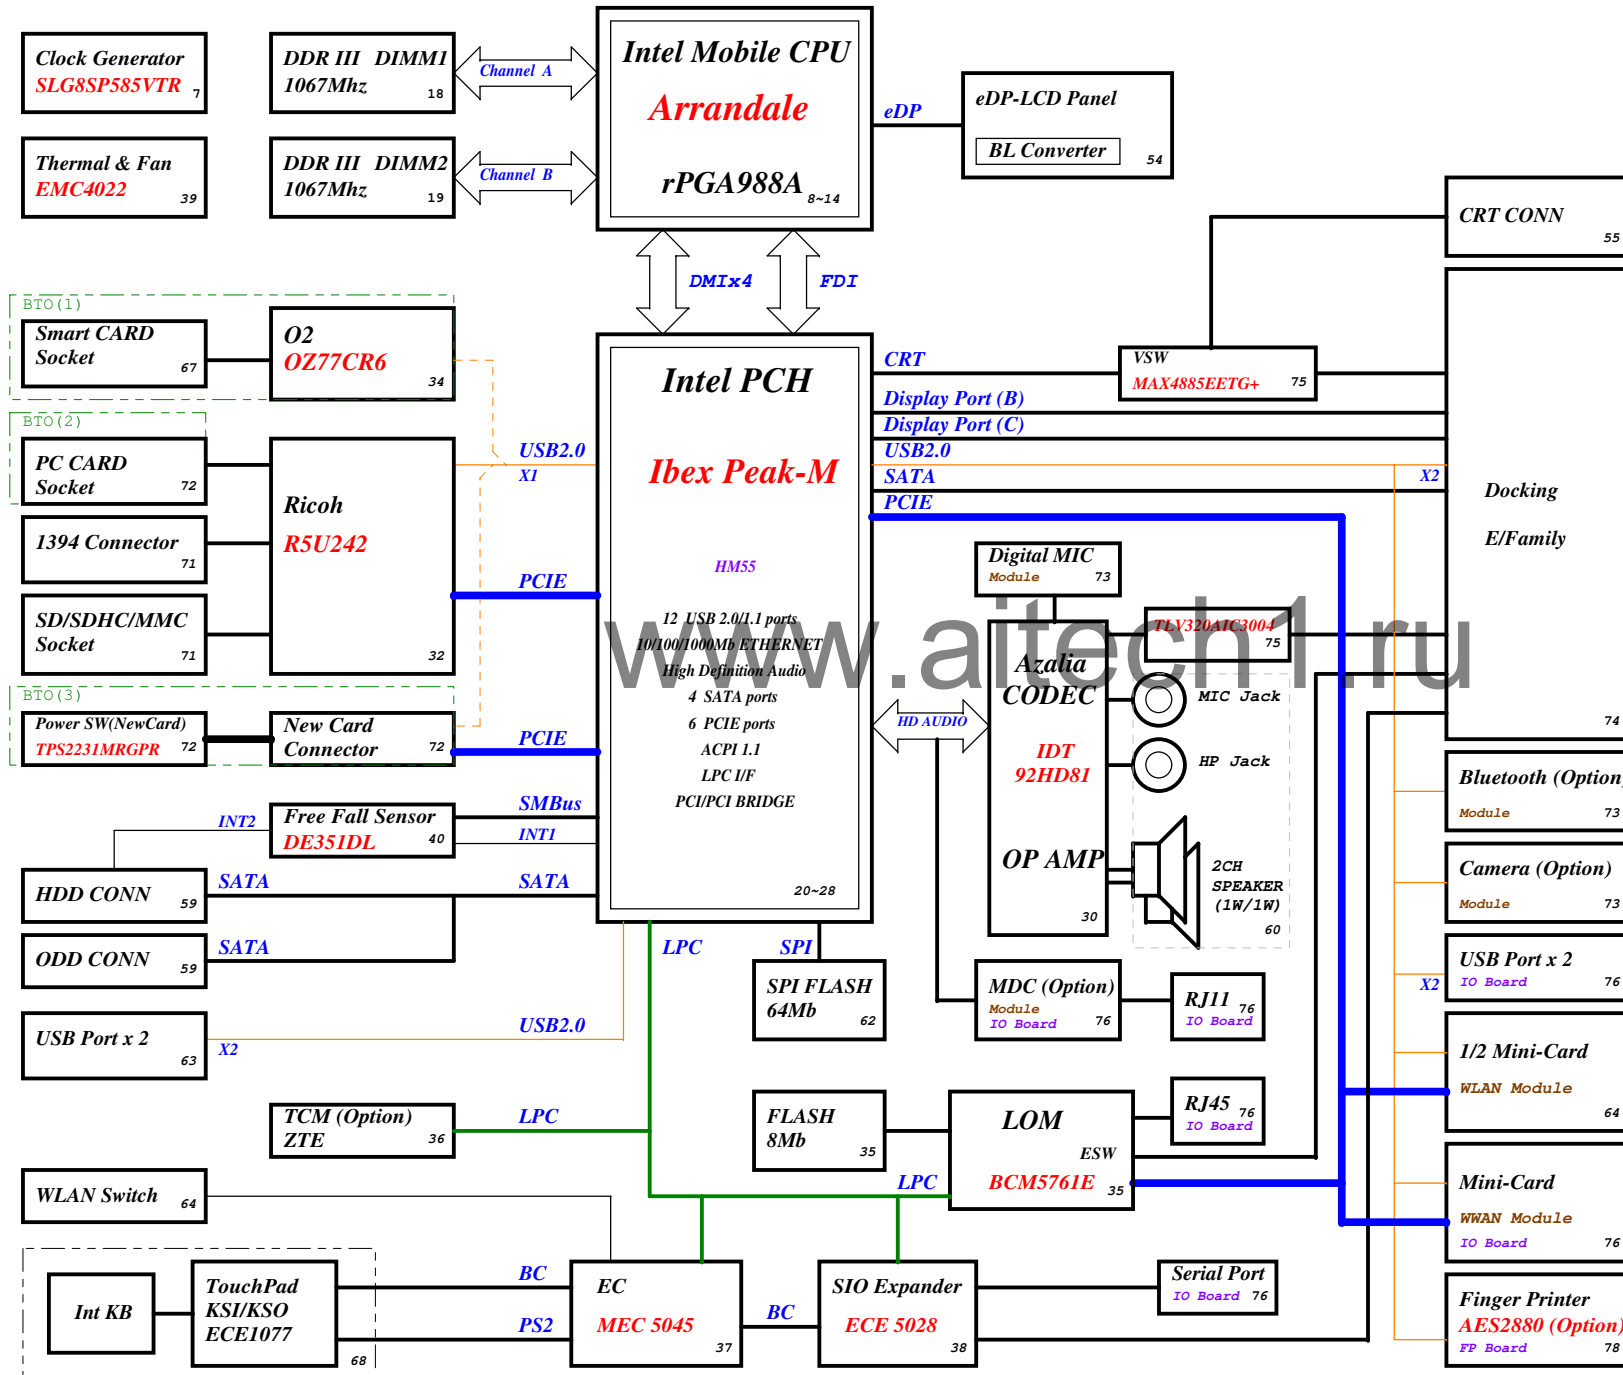 Clock Generator
SLG8SP585VTR 7
DDR III DIMM1
1067Mhz 18
Channel A
Intel Mobile CPU
Arrandale
rPGA988A 8~14
eDP
eDP-LCD Panel
BL Converter
54
Thermal & Fan
EMC4022
39
DDR III DIMM2
1067Mhz 19
Channel B
CRT CONN
55
DMIx4
FDI
BTO(1)
Smart CARD
Socket
67
O2
OZ77CR6
34
BTO(2)
PC CARD
Socket
72
1394 Connector
71
SD/SDHC/MMC
Socket
71
Ricoh
R5U242
32
USB2.0
X1
PCIE
BTO(3)
Power SW(NewCard)
TPS2231MRGPR 72
New Card
Connector 72
PCIE
Intel PCH
Ibex Peak-M
HM55
12 USB 2.0/1.1 ports
10/100/1000Mb ETHERNET
High Definition Audio
4 SATA ports
6 PCIE ports
ACPI 1.1
LPC I/F
PCI/PCI BRIDGE
20~28
CRT
VSW
MAX4885EETG+ 75
Display Port (B)
Display Port (C)
USB2.0
X2
SATA
PCIE
Docking
E/Family
74
Digital MIC
Module 73
www.aitech1.ru
TLV320AIC3004
75
Azalia
CODEC
IDT
92HD81
OP AMP
30
HD AUDIO
MIC Jack
HP Jack
2CH
SPEAKER
(1W/1W)
60
SMBus
INT1
INT2
Free Fall Sensor
DE351DL 40
HDD CONN
59
SATA
SATA
ODD CONN
59
SATA
USB Port x 2
63
X2
USB2.0
LPC
SPI
SPI FLASH
64Mb
62
MDC (Option)
Module
IO Board 76
RJ11
76
IO Board
Bluetooth (Option
Module 73
Camera (Option)
Module 73
USB Port x 2
IO Board 76
X2
1/2 Mini-Card
WLAN Module
64
Mini-Card
WWAN Module
IO Board 76
Finger Printer
AES2880 (Option)
FP Board 78
TCM (Option)
ZTE 36
LPC
FLASH
8Mb
35
LOM
ESW
BCM5761E 35
RJ45
76
IO Board
LPC
WLAN Switch
64
Int KB
TouchPad
KSI/KSO
ECE1077
68
BC
PS2
EC
MEC 5045
37
BC
SIO Expander
ECE 5028
38
Serial Port
IO Board 76